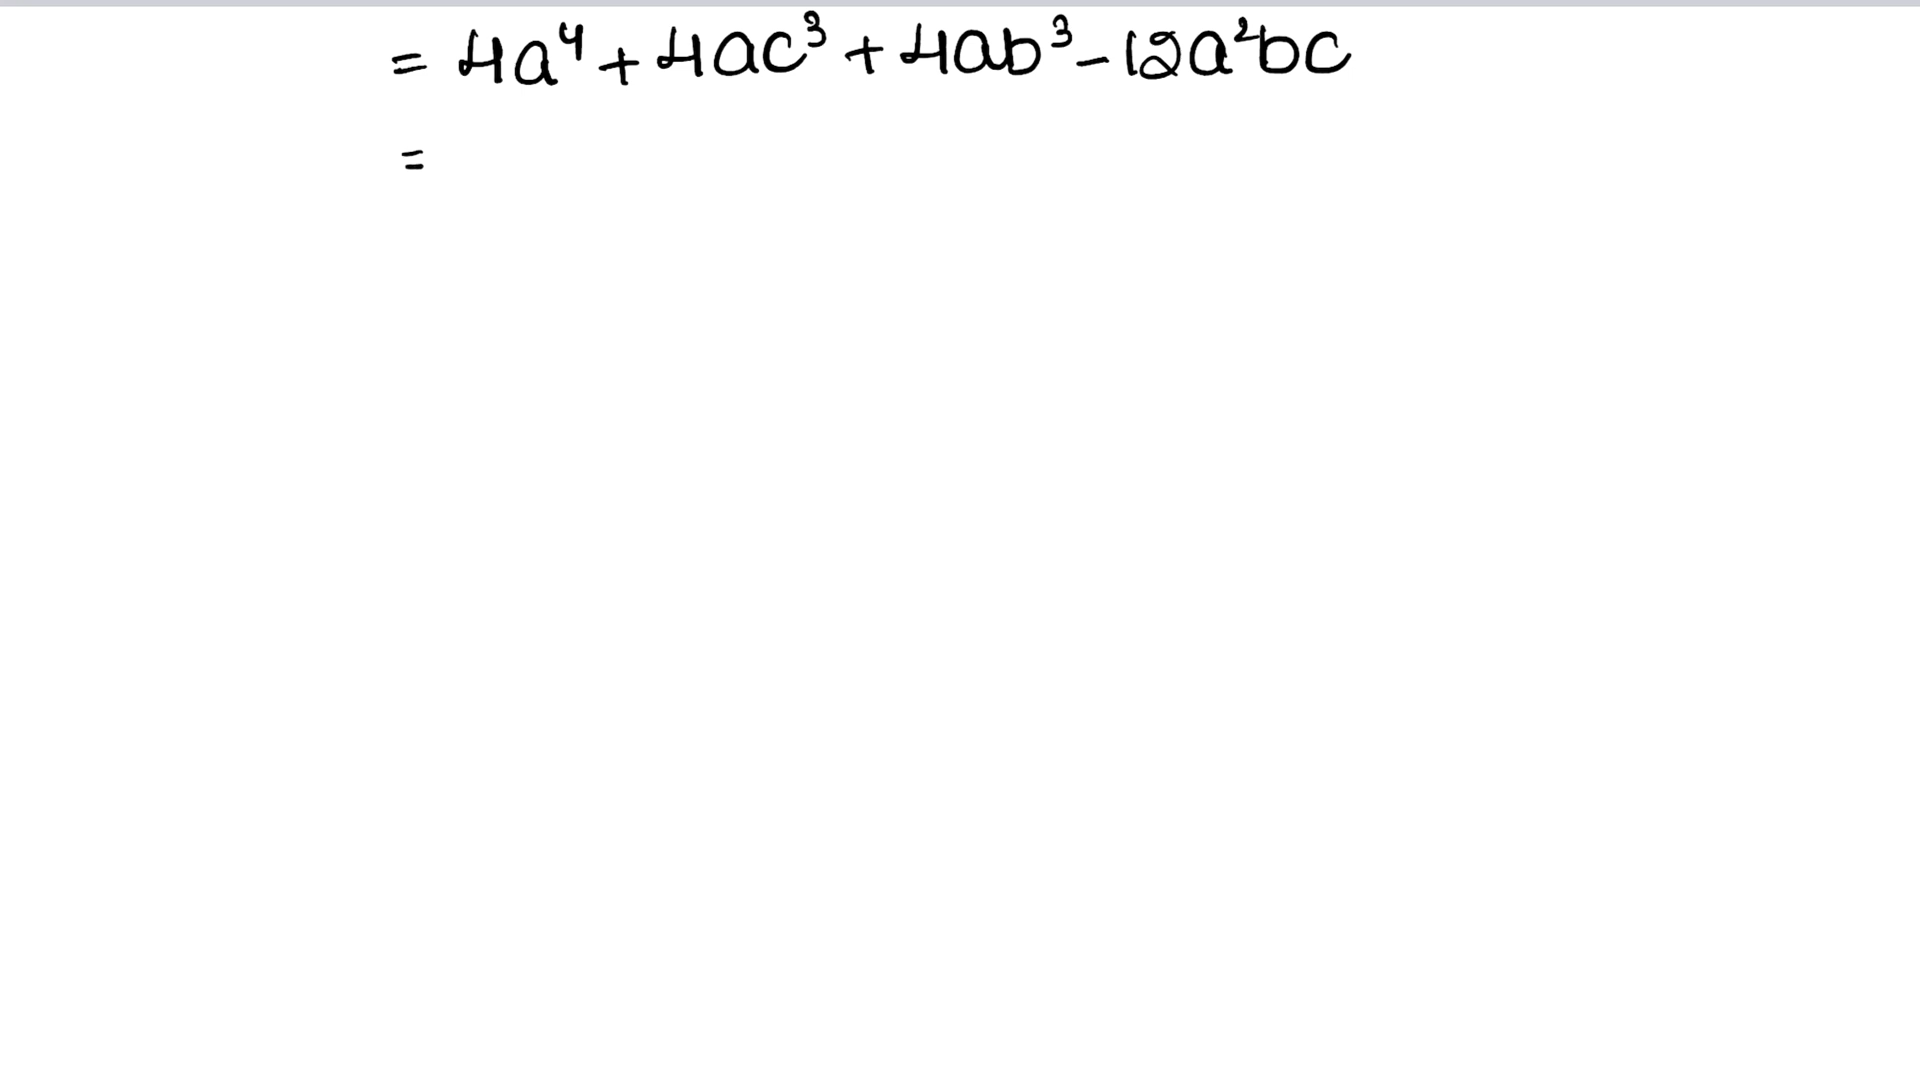 = 4a⁴ + 4ac³ + 4ab³ - 12a²bc
=